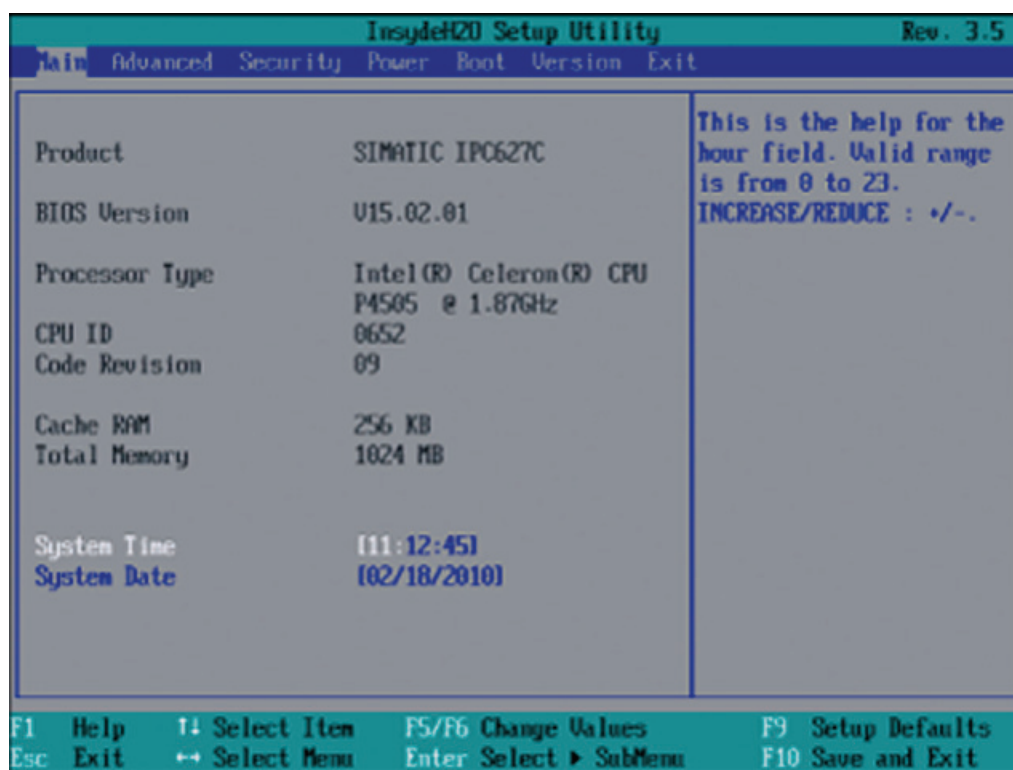 InsydeH2O Setup Utility Rev. 3.5
Main Advanced Security Power Boot Version Exit
Product SIMATIC IPC627C
BIOS Version V15.02.01
Processor Type Intel(R) Celeron(R) CPU
P4505 @ 1.87GHz
CPU ID 0652
Code Revision 09
Cache RAM 256 KB
Total Memory 1024 MB
System Time [11:12:45]
System Date [02/18/2010]
This is the help for the
hour field. Valid range
is from 0 to 23.
INCREASE/REDUCE : +/-.
F1 Help ↑↓ Select Item F5/F6 Change Values F9 Setup Defaults
Esc Exit ←→ Select Menu Enter Select ▶ SubMenu F10 Save and Exit